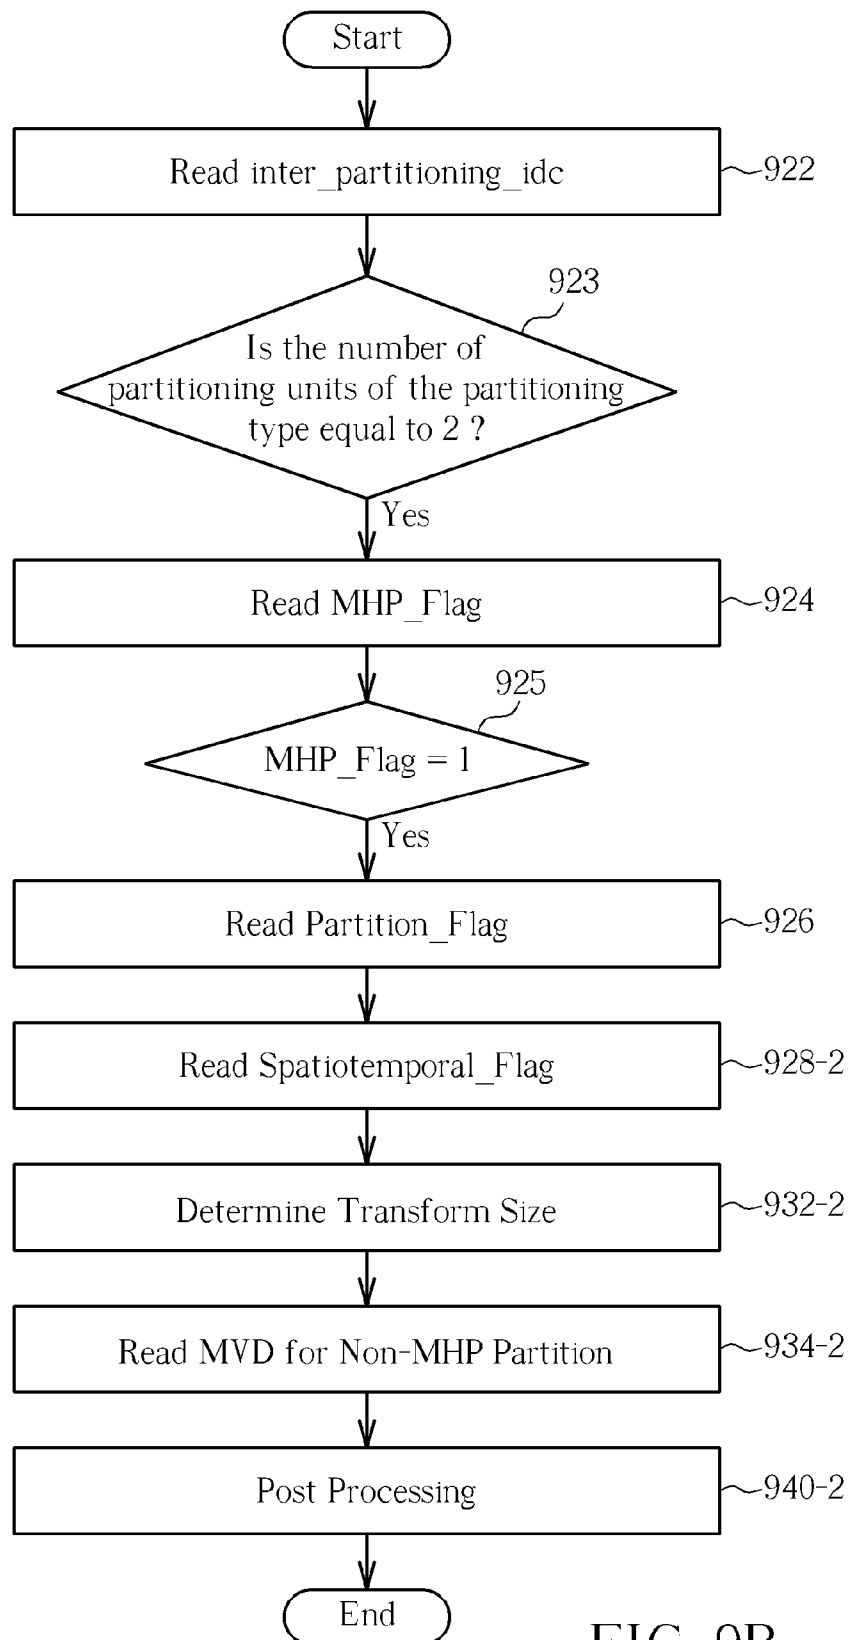 Start
Read inter_partitioning_idc
922
923
Is the number of
partitioning units of the partitioning
type equal to 2 ?
Yes
Read MHP_Flag
924
925
MHP_Flag = 1
Yes
Read Partition_Flag
926
Read Spatiotemporal_Flag
928-2
Determine Transform Size
932-2
Read MVD for Non-MHP Partition
934-2
Post Processing
940-2
End
FIG. 9B